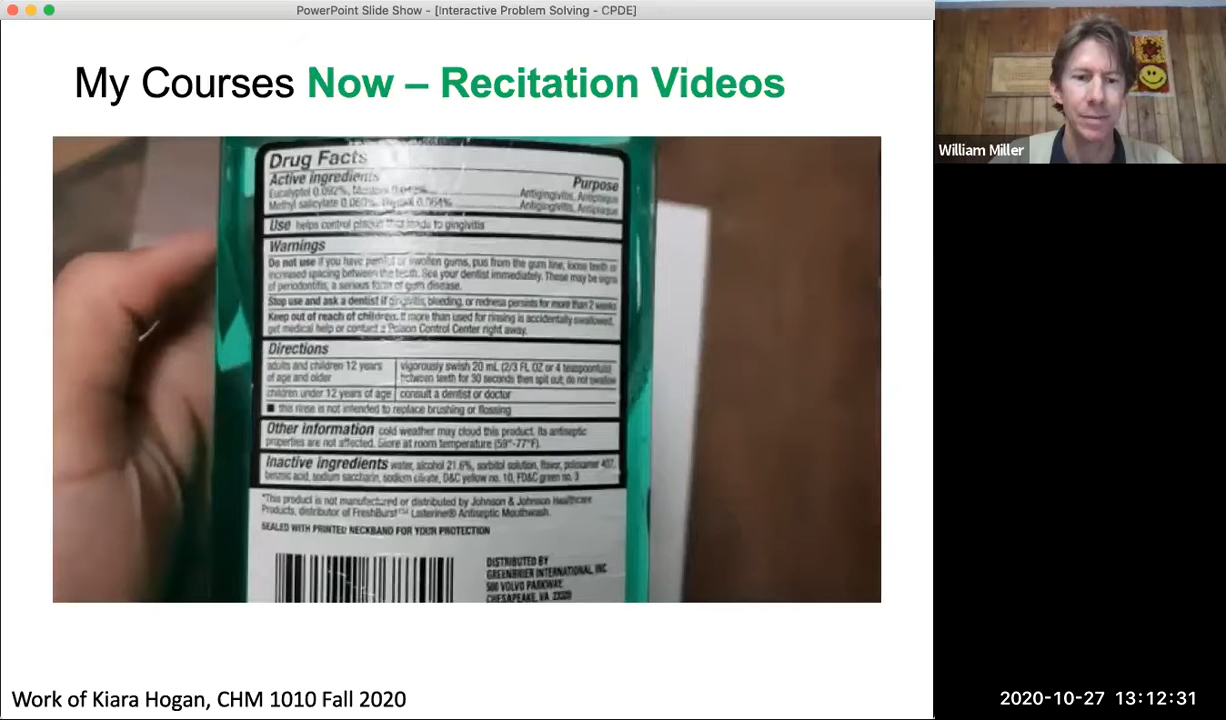 PowerPoint Slide Show - [Interactive Problem Solving - CPDE]
My Courses Now – Recitation Videos
William Miller
Drug Facts
Active ingredients
Purpose
Eucalyptol 0.092%, Menthol 0.042%
Antigingivitis, Antiplaque
Methyl salicylate 0.060%, Thymol 0.064%
Antigingivitis, Antiplaque
Use helps control plaque that leads to gingivitis
Warnings
Do not use if you have painful or swollen gums, pus from the gum line, loose teeth or
increased spacing between the teeth. See your dentist immediately. These may be signs
of periodontitis, a serious form of gum disease.
Stop use and ask a dentist if gingivitis, bleeding, or redness persists for more than 2 weeks
Keep out of reach of children. If more than used for rinsing is accidentally swallowed,
get medical help or contact a Poison Control Center right away.
Directions
adults and children 12 years
of age and older
vigorously swish 20 mL (2/3 FL OZ or 4 teaspoonfuls)
between teeth for 30 seconds then spit out; do not swallow
children under 12 years of age
consult a dentist or doctor
■ this rinse is not intended to replace brushing or flossing
Other information cold weather may cloud this product. Its antiseptic
properties are not affected. Store at room temperature (59°-77°F).
Inactive ingredients water, alcohol 21.6%, sorbitol solution, flavor, poloxamer 407,
benzoic acid, sodium saccharin, sodium citrate, D&C yellow no. 10, FD&C green no. 3
*This product is not manufactured or distributed by Johnson & Johnson Healthcare
Products, distributor of FreshBurst™ Listerine® Antiseptic Mouthwash.
SEALED WITH PRINTED NECKBAND FOR YOUR PROTECTION
DISTRIBUTED BY
GREENBRIER INTERNATIONAL, INC
500 VOLVO PARKWAY
CHESAPEAKE, VA 23320
Work of Kiara Hogan, CHM 1010 Fall 2020
2020-10-27 13:12:31